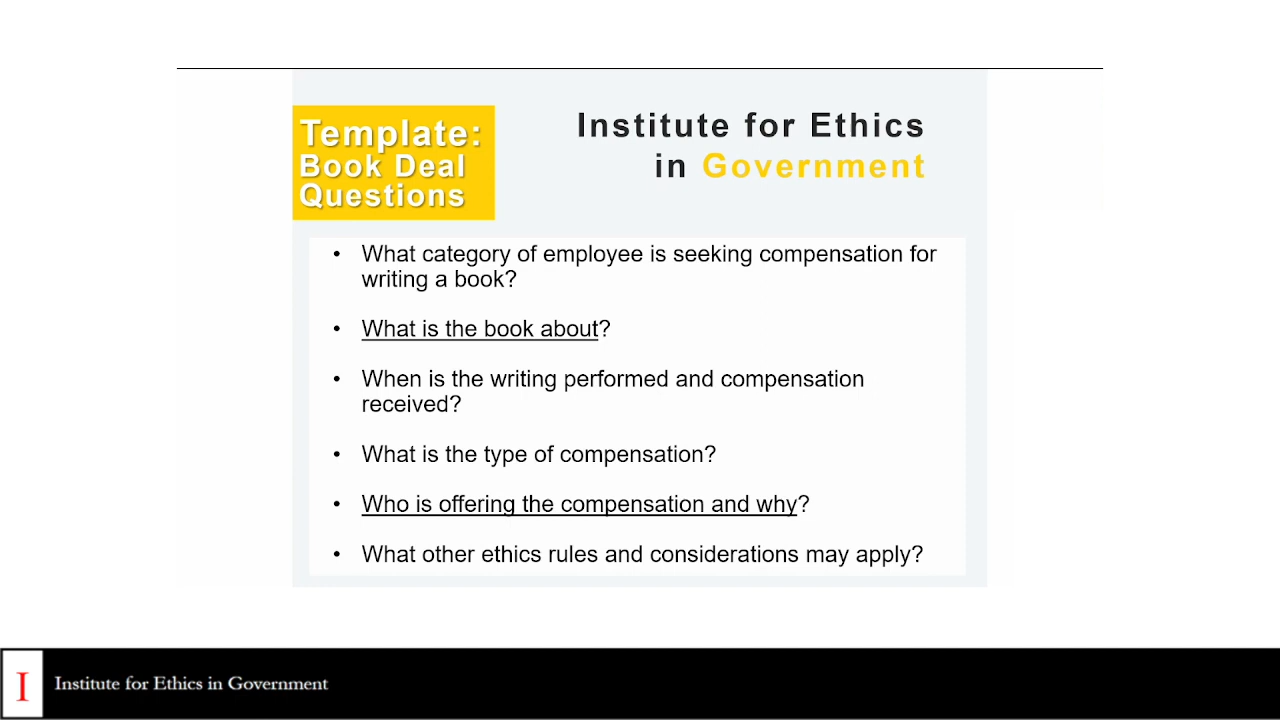 Template:
Book Deal
Questions
Institute for Ethics
in Government
• What category of employee is seeking compensation for
writing a book?
• What is the book about?
• When is the writing performed and compensation
received?
• What is the type of compensation?
• Who is offering the compensation and why?
• What other ethics rules and considerations may apply?
I
Institute for Ethics in Government